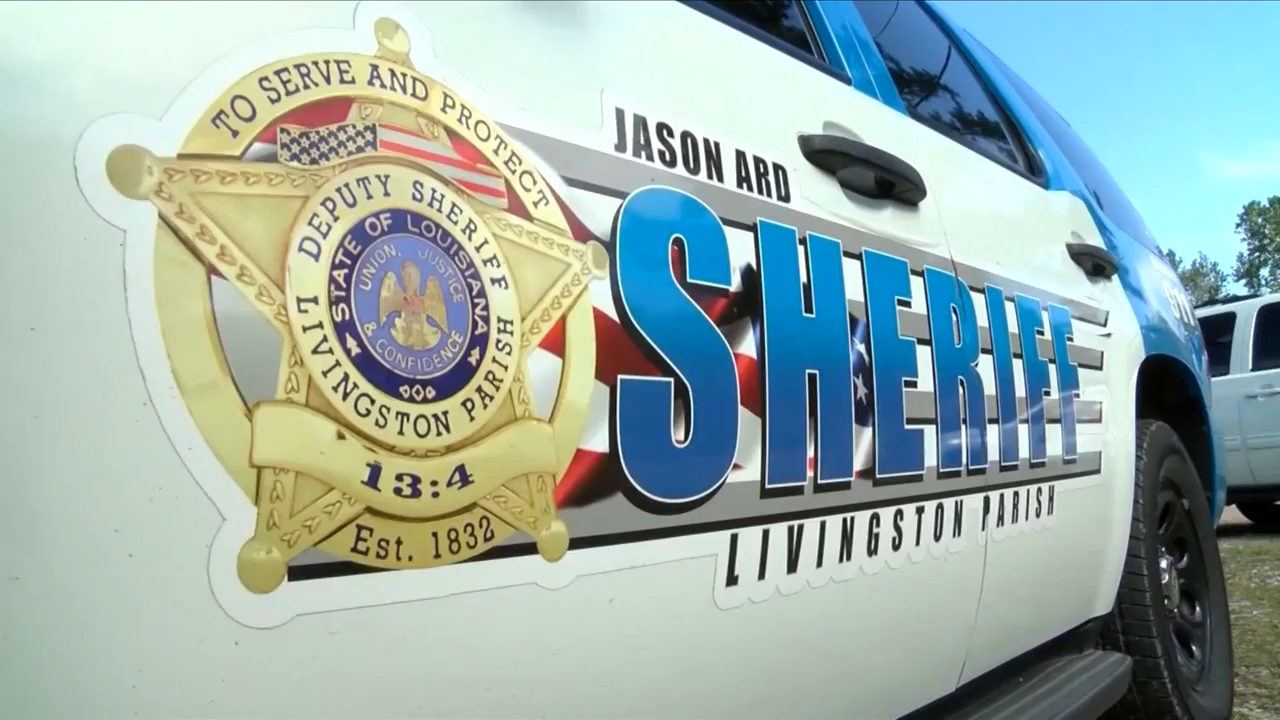 TO SERVE AND PROTECT
DEPUTY SHERIFF
STATE OF LOUISIANA
UNION, JUSTICE
& CONFIDENCE
LIVINGSTON PARISH
13:4
Est. 1832
JASON ARD
SHERIFF
LIVINGSTON PARISH